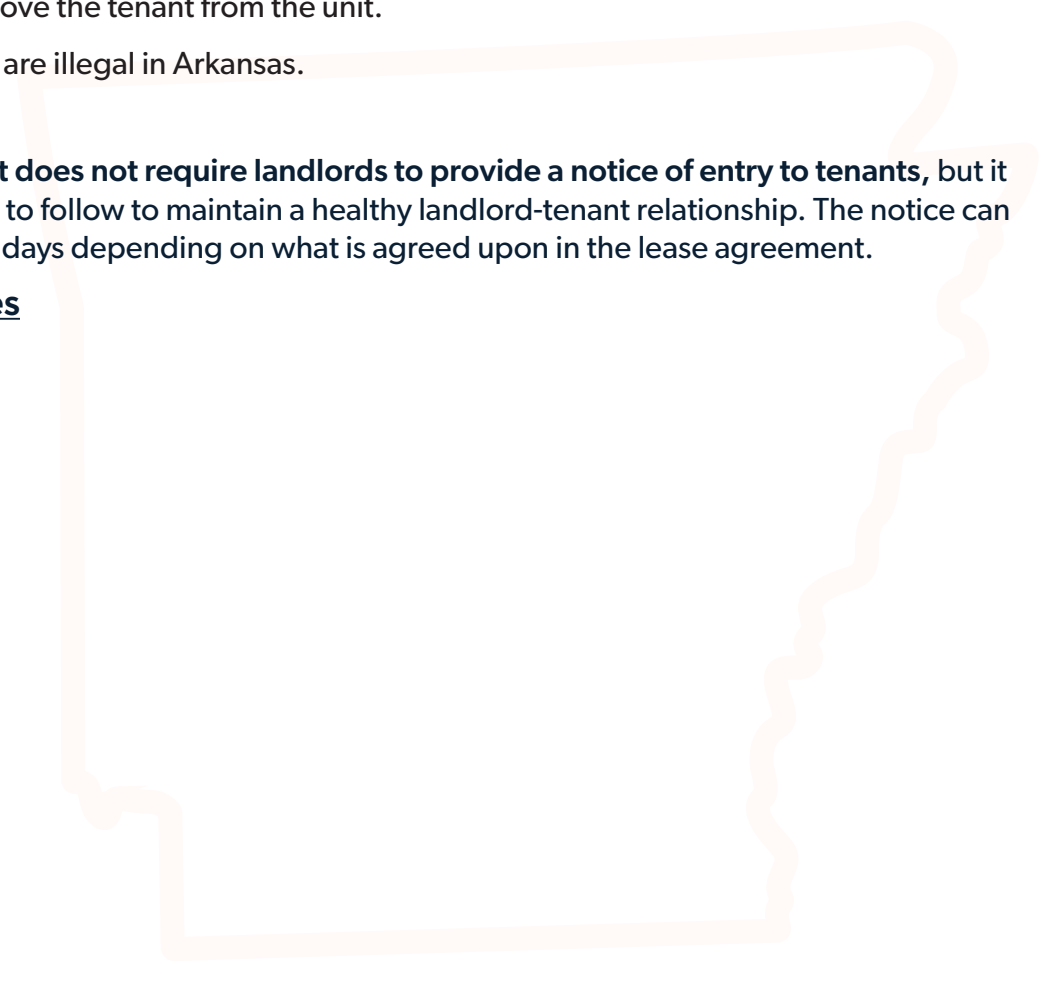 ove the tenant from the unit.
are illegal in Arkansas.
t does not require landlords to provide a notice of entry to tenants, but it
to follow to maintain a healthy landlord-tenant relationship. The notice can
days depending on what is agreed upon in the lease agreement.
es